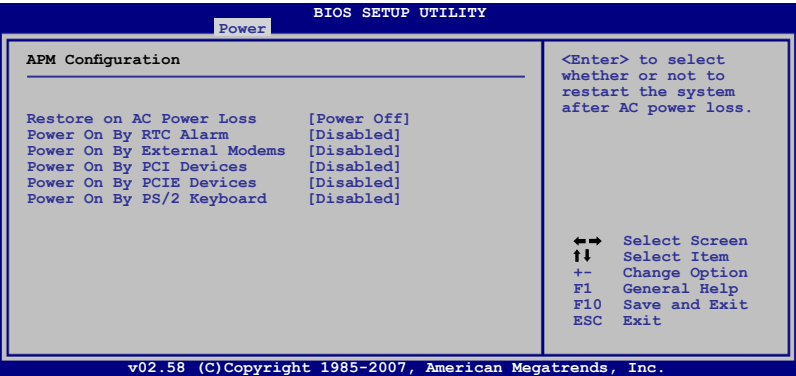 BIOS SETUP UTILITY
Power
APM Configuration
Restore on AC Power Loss [Power Off]
Power On By RTC Alarm [Disabled]
Power On By External Modems [Disabled]
Power On By PCI Devices [Disabled]
Power On By PCIE Devices [Disabled]
Power On By PS/2 Keyboard [Disabled]
<Enter> to select
whether or not to
restart the system
after AC power loss.
←→ Select Screen
↑↓ Select Item
+- Change Option
F1 General Help
F10 Save and Exit
ESC Exit
v02.58 (C)Copyright 1985-2007, American Megatrends, Inc.